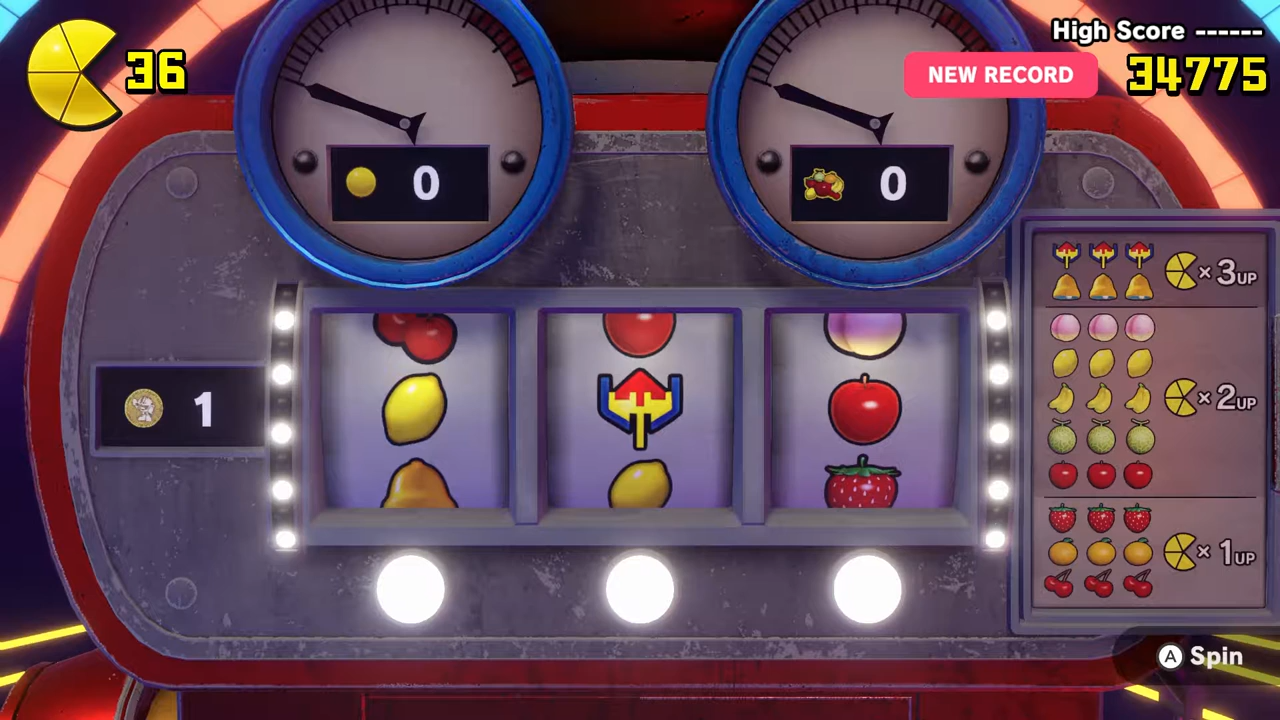 36
High Score ------
NEW RECORD
34775
0
0
1
× 3UP
× 2UP
× 1UP
A Spin